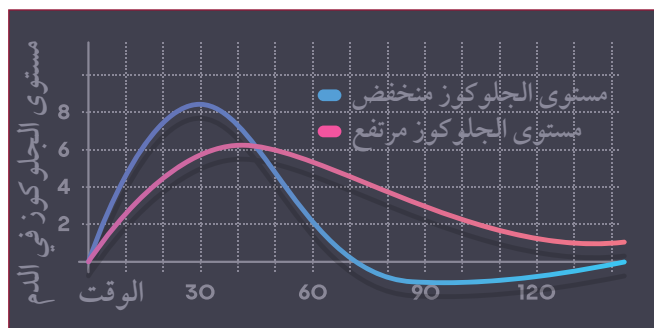 مستوى الجلوكوز في الدم
8
6
4
2
مستوى الجلوكوز منخفض
مستوى الجلوكوز مرتفع
الوقت
30
60
90
120